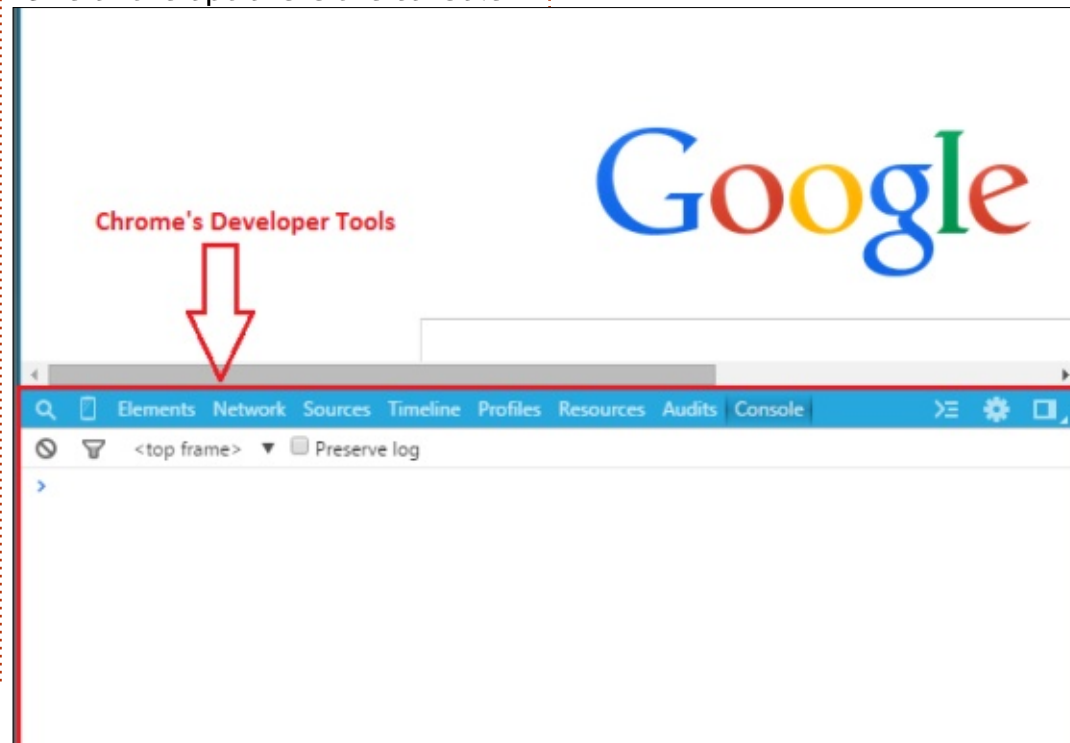 Google
Chrome's Developer Tools
Elements Network Sources Timeline Profiles Resources Audits Console
<top frame> Preserve log